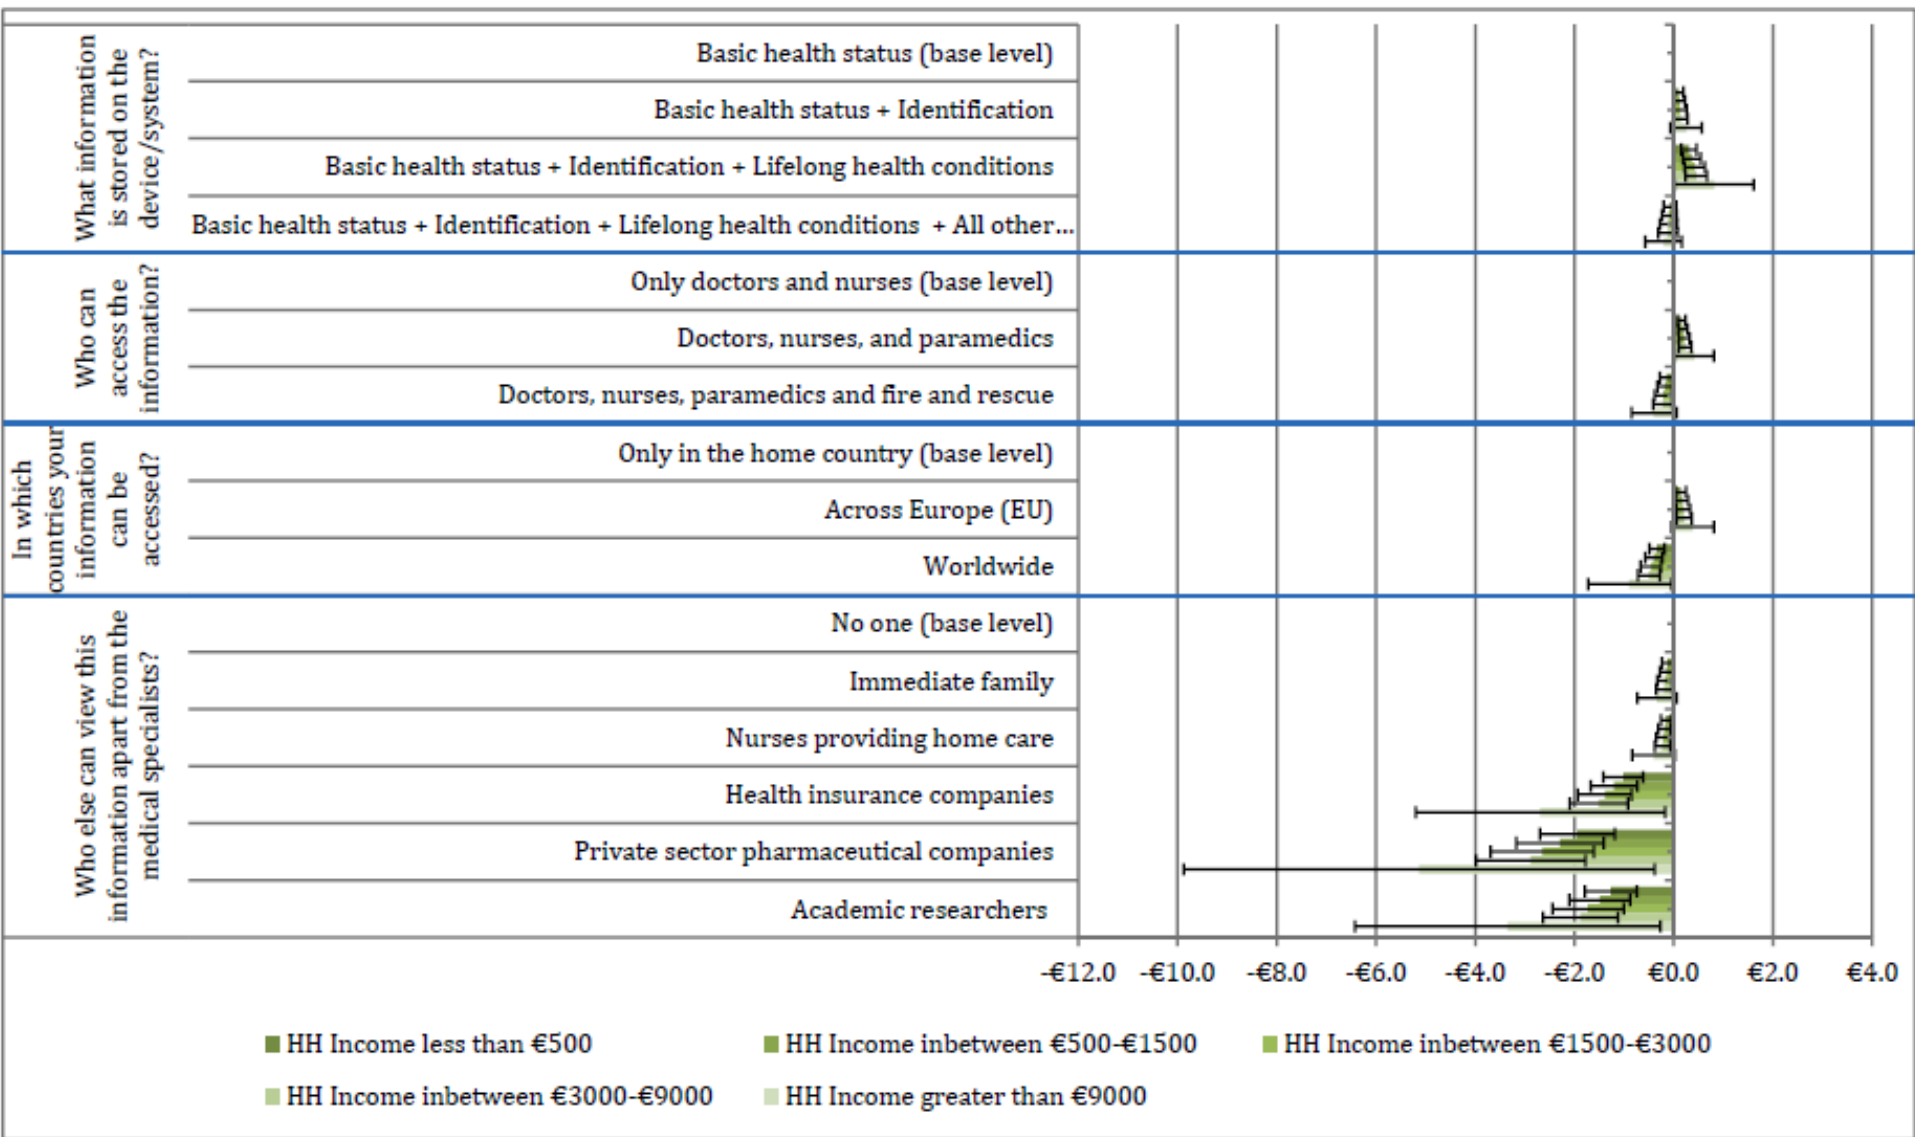 What information
is stored on the
device/system?
Basic health status (base level)
Basic health status + Identification
Basic health status + Identification + Lifelong health conditions
Basic health status + Identification + Lifelong health conditions + All other...
Who can
access the
information?
Only doctors and nurses (base level)
Doctors, nurses, and paramedics
Doctors, nurses, paramedics and fire and rescue
In which
countries your
information
can be
accessed?
Only in the home country (base level)
Across Europe (EU)
Worldwide
Who else can view this
information apart from the
medical specialists?
No one (base level)
Immediate family
Nurses providing home care
Health insurance companies
Private sector pharmaceutical companies
Academic researchers
-€12.0 -€10.0 -€8.0 -€6.0 -€4.0 -€2.0 €0.0 €2.0 €4.0
HH Income less than €500 HH Income inbetween €500-€1500 HH Income inbetween €1500-€3000
HH Income inbetween €3000-€9000 HH Income greater than €9000